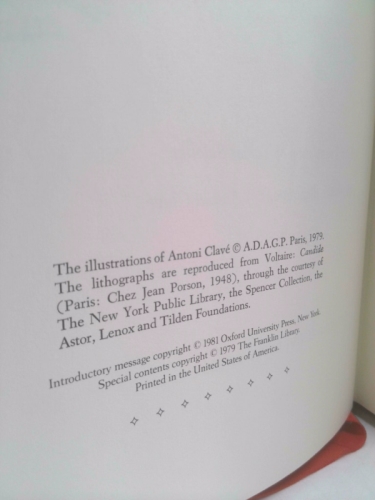 The illustrations of Antoni Clavé © A.D.A.G.P. Paris, 1979.
The lithographs are reproduced from Voltaire: Candide
(Paris: Chez Jean Porson, 1948), through the courtesy of
The New York Public Library, the Spencer Collection, the
Astor, Lenox and Tilden Foundations.
Introductory message copyright © 1981 Oxford University Press, New York
Special contents copyright © 1979 The Franklin Library.
Printed in the United States of America.